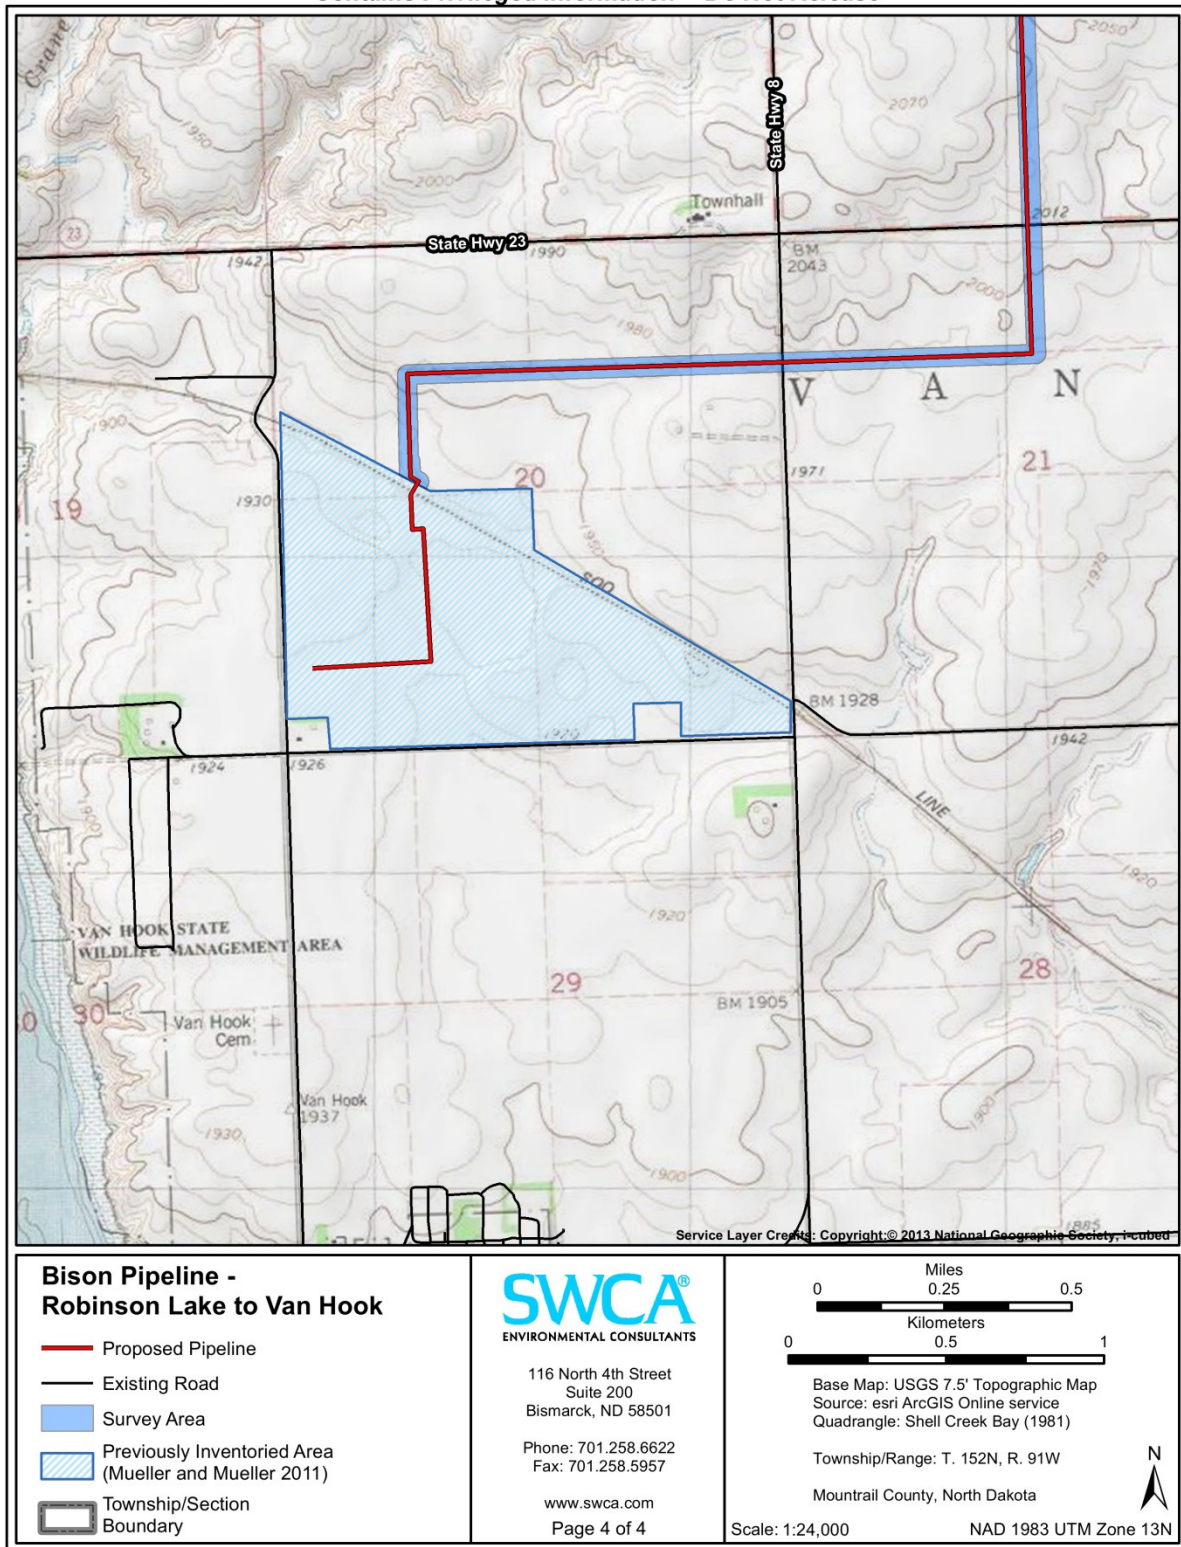 Crane
2050
1950
2070
State Hwy 8
2000
Townhall
2012
23
State Hwy 23
1942
1990
BM
2043
2000
1980
V A N
1900
1971
21
20
1930
19
1950
1970
SOO
BM 1928
1920
1942
1924
1926
1900
LINE
1920
1920
VAN HOOK STATE
WILDLIFE MANAGEMENT AREA
29
28
BM 1905
30
Van Hook
Cem
Van Hook
1937
1930
1900
1900
1885
Service Layer Credits: Copyright:© 2013 National Geographic Society, i-cubed
Bison Pipeline -
Robinson Lake to Van Hook
Proposed Pipeline
Existing Road
Survey Area
Previously Inventoried Area
(Mueller and Mueller 2011)
Township/Section
Boundary
SWCA®
ENVIRONMENTAL CONSULTANTS
116 North 4th Street
Suite 200
Bismarck, ND 58501
Phone: 701.258.6622
Fax: 701.258.5957
www.swca.com
Page 4 of 4
Miles
0 0.25 0.5
Kilometers
0 0.5 1
Base Map: USGS 7.5' Topographic Map
Source: esri ArcGIS Online service
Quadrangle: Shell Creek Bay (1981)
Township/Range: T. 152N, R. 91W
Mountrail County, North Dakota
N
Scale: 1:24,000
NAD 1983 UTM Zone 13N